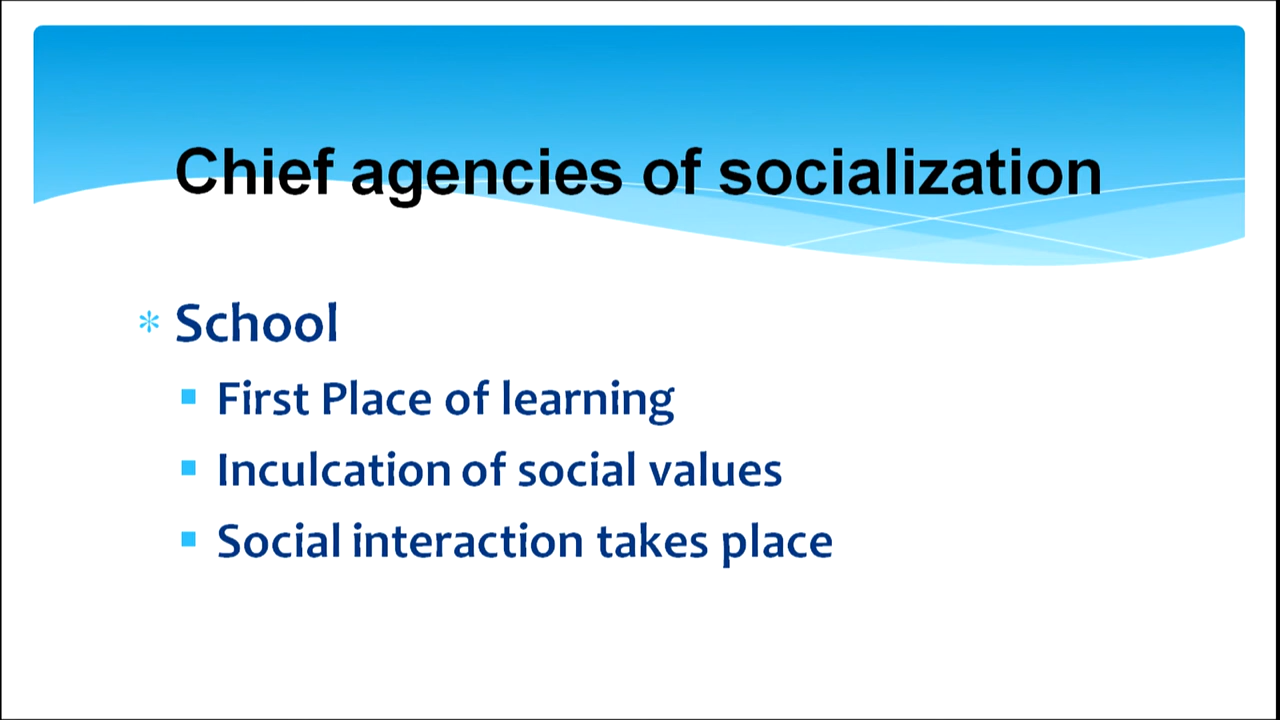 Chief agencies of socialization
* School
▪ First Place of learning
▪ Inculcation of social values
▪ Social interaction takes place